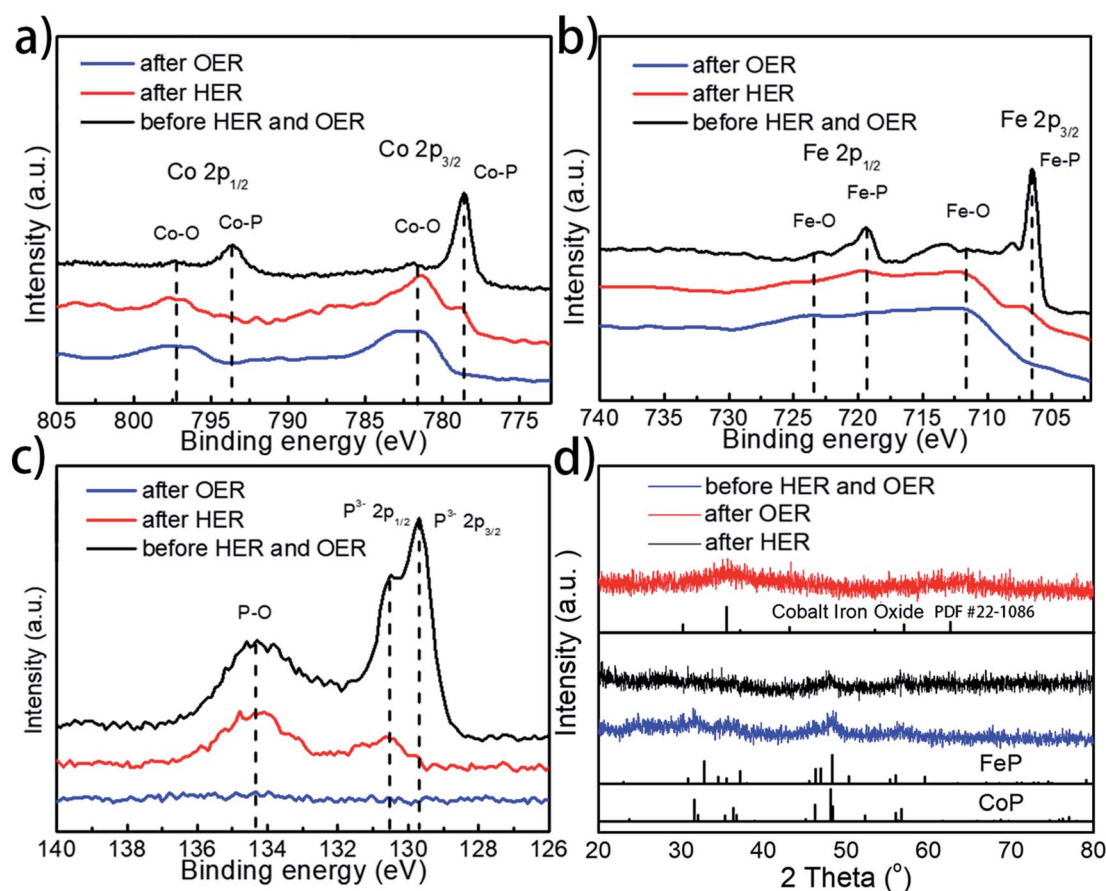 a)
after OER
after HER
before HER and OER
Co 2p1/2
Co 2p3/2
Co-P
Co-O
Co-P
Co-O
Intensity (a.u.)
805 800 795 790 785 780 775
Binding energy (eV)
b)
after OER
after HER
before HER and OER
Fe 2p3/2
Fe 2p1/2
Fe-P
Fe-P
Fe-O
Fe-O
Intensity (a.u.)
740 735 730 725 720 715 710 705
Binding energy (eV)
c)
after OER
after HER
before HER and OER
P3- 2p1/2
P3- 2p3/2
P-O
Intensity (a.u.)
140 138 136 134 132 130 128 126
Binding energy (eV)
d)
before HER and OER
after OER
after HER
Cobalt Iron Oxide PDF #22-1086
FeP
CoP
Intensity (a.u.)
20 30 40 50 60 70 80
2 Theta (°)